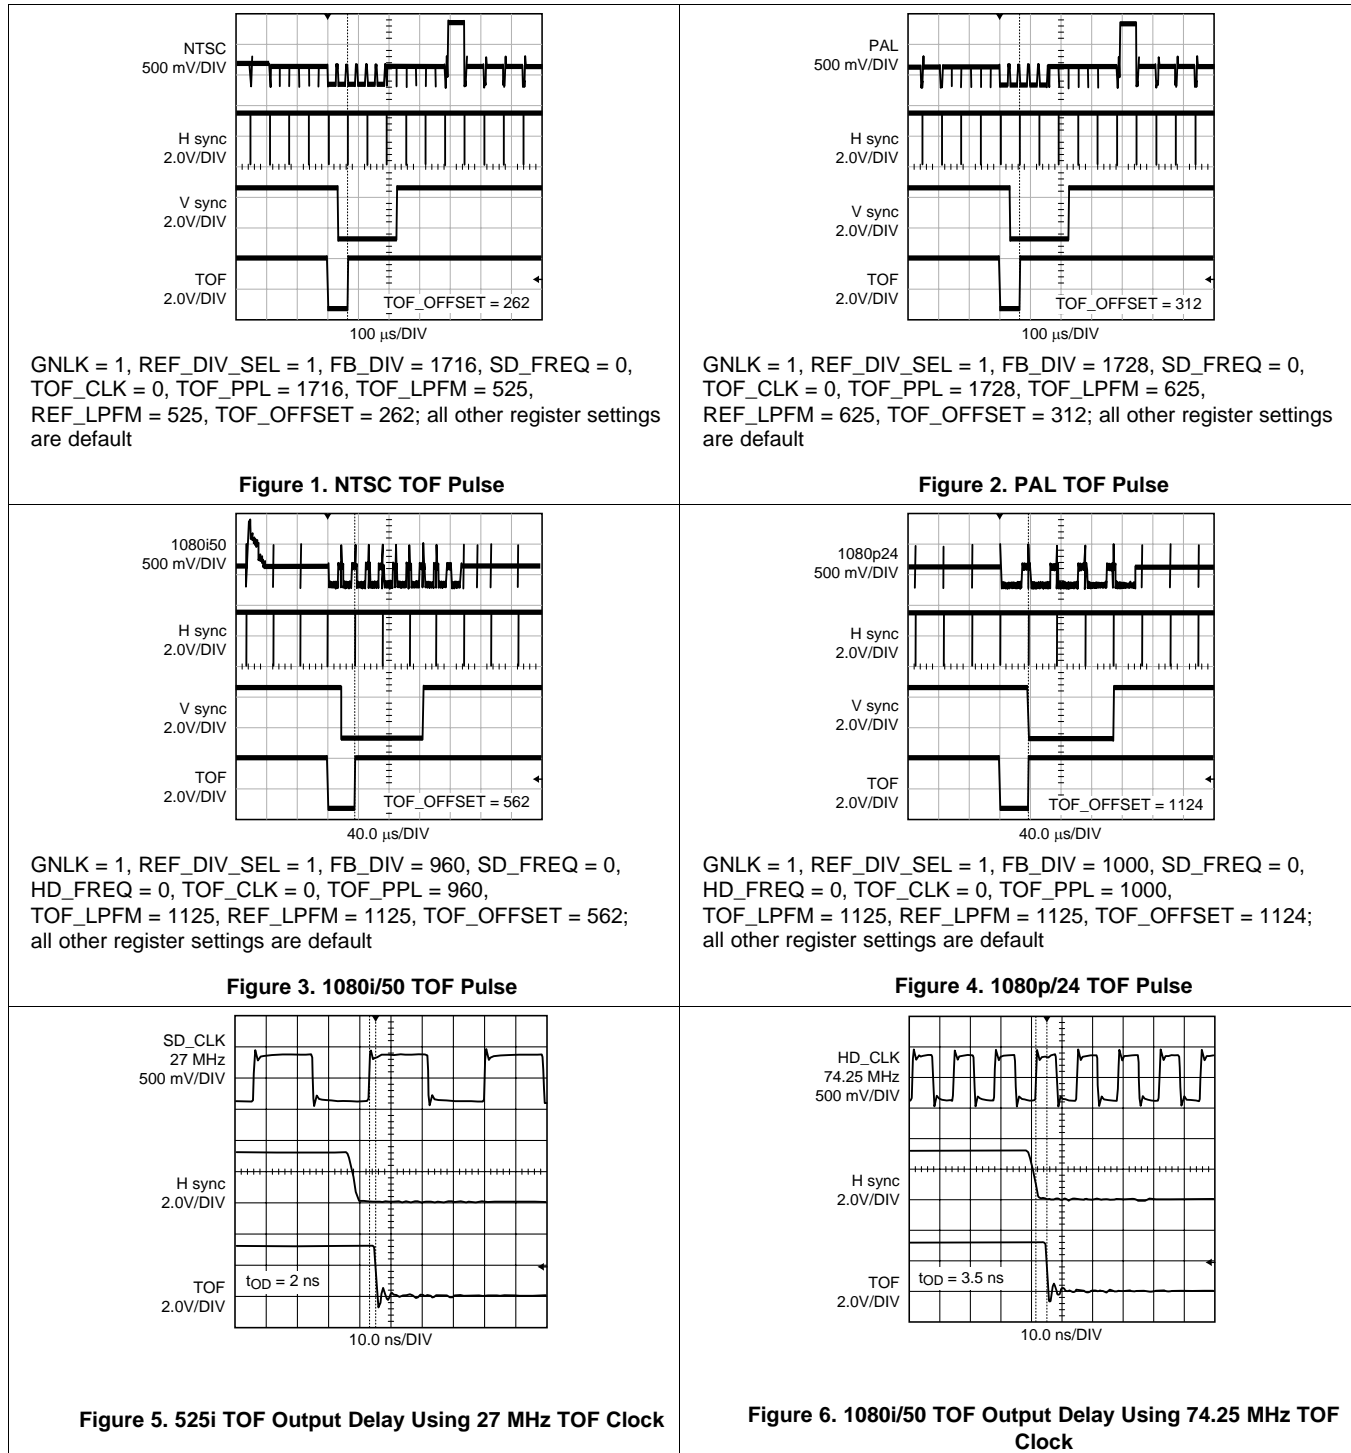 NTSC
500 mV/DIV
H sync
2.0V/DIV
V sync
2.0V/DIV
TOF
2.0V/DIV
TOF_OFFSET = 262
100 μs/DIV
GNLK = 1, REF_DIV_SEL = 1, FB_DIV = 1716, SD_FREQ = 0,
TOF_CLK = 0, TOF_PPL = 1716, TOF_LPFM = 525,
REF_LPFM = 525, TOF_OFFSET = 262; all other register settings
are default
Figure 1. NTSC TOF Pulse
PAL
500 mV/DIV
H sync
2.0V/DIV
V sync
2.0V/DIV
TOF
2.0V/DIV
TOF_OFFSET = 312
100 μs/DIV
GNLK = 1, REF_DIV_SEL = 1, FB_DIV = 1728, SD_FREQ = 0,
TOF_CLK = 0, TOF_PPL = 1728, TOF_LPFM = 625,
REF_LPFM = 625, TOF_OFFSET = 312; all other register settings
are default
Figure 2. PAL TOF Pulse
1080i50
500 mV/DIV
H sync
2.0V/DIV
V sync
2.0V/DIV
TOF
2.0V/DIV
TOF_OFFSET = 562
40.0 μs/DIV
GNLK = 1, REF_DIV_SEL = 1, FB_DIV = 960, SD_FREQ = 0,
HD_FREQ = 0, TOF_CLK = 0, TOF_PPL = 960,
TOF_LPFM = 1125, REF_LPFM = 1125, TOF_OFFSET = 562;
all other register settings are default
Figure 3. 1080i/50 TOF Pulse
1080p24
500 mV/DIV
H sync
2.0V/DIV
V sync
2.0V/DIV
TOF
2.0V/DIV
TOF_OFFSET = 1124
40.0 μs/DIV
GNLK = 1, REF_DIV_SEL = 1, FB_DIV = 1000, SD_FREQ = 0,
HD_FREQ = 0, TOF_CLK = 0, TOF_PPL = 1000,
TOF_LPFM = 1125, REF_LPFM = 1125, TOF_OFFSET = 1124;
all other register settings are default
Figure 4. 1080p/24 TOF Pulse
SD_CLK
27 MHz
500 mV/DIV
H sync
2.0V/DIV
TOF
2.0V/DIV
tOD = 2 ns
10.0 ns/DIV
Figure 5. 525i TOF Output Delay Using 27 MHz TOF Clock
HD_CLK
74.25 MHz
500 mV/DIV
H sync
2.0V/DIV
TOF
2.0V/DIV
tOD = 3.5 ns
10.0 ns/DIV
Figure 6. 1080i/50 TOF Output Delay Using 74.25 MHz TOF
Clock